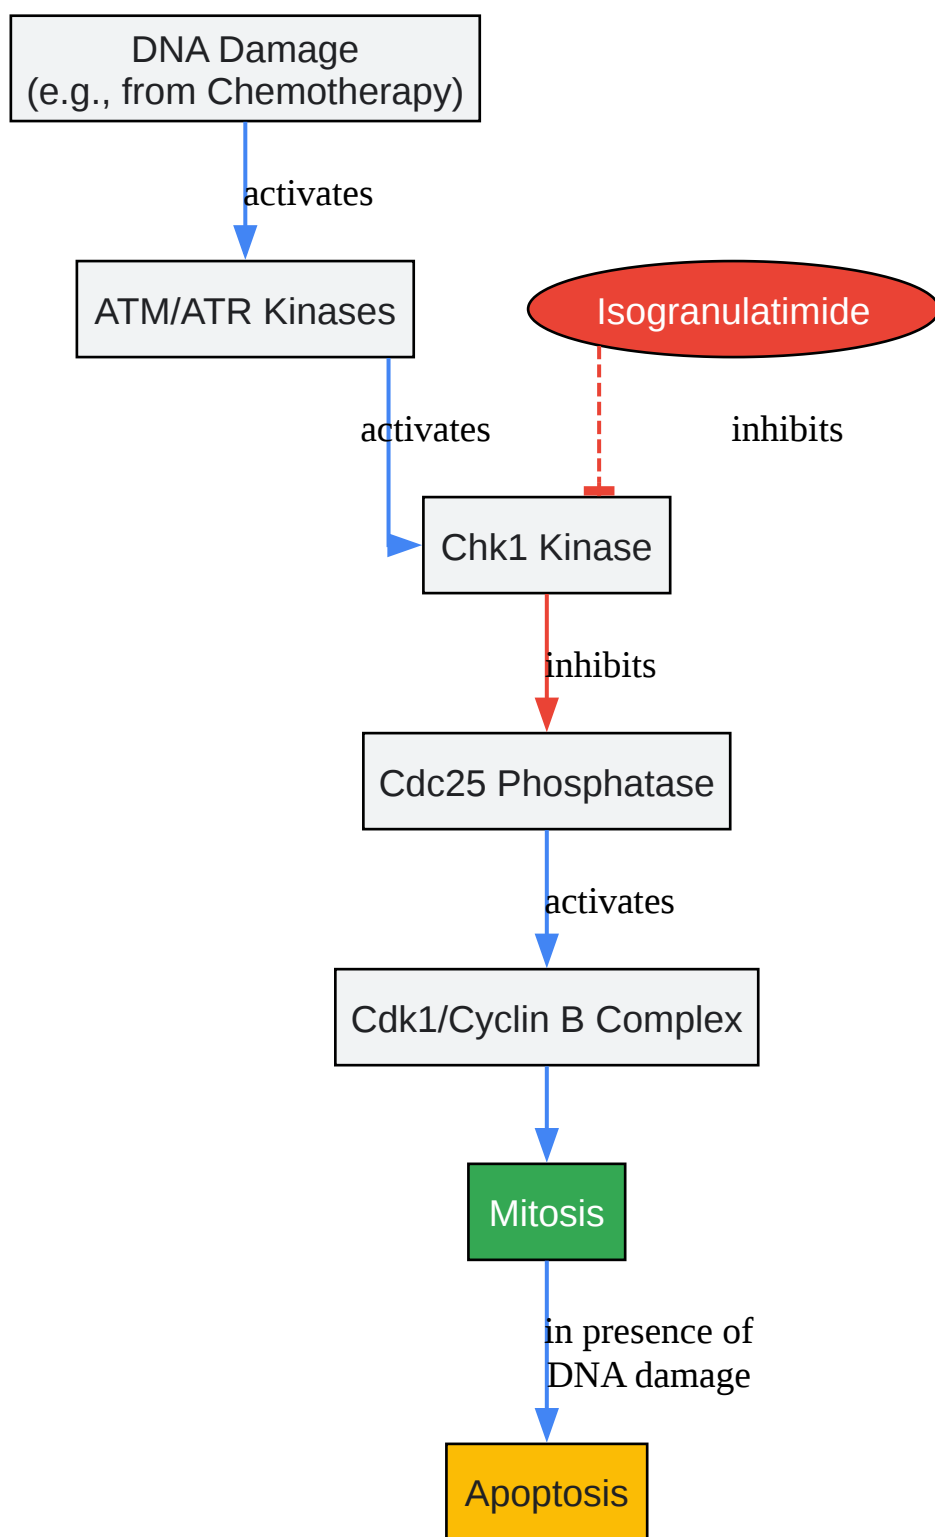 DNA Damage
(e.g., from Chemotherapy)
activates
ATM/ATR Kinases
Isogranulatimide
activates
inhibits
Chk1 Kinase
inhibits
Cdc25 Phosphatase
activates
Cdk1/Cyclin B Complex
Mitosis
in presence of
DNA damage
Apoptosis